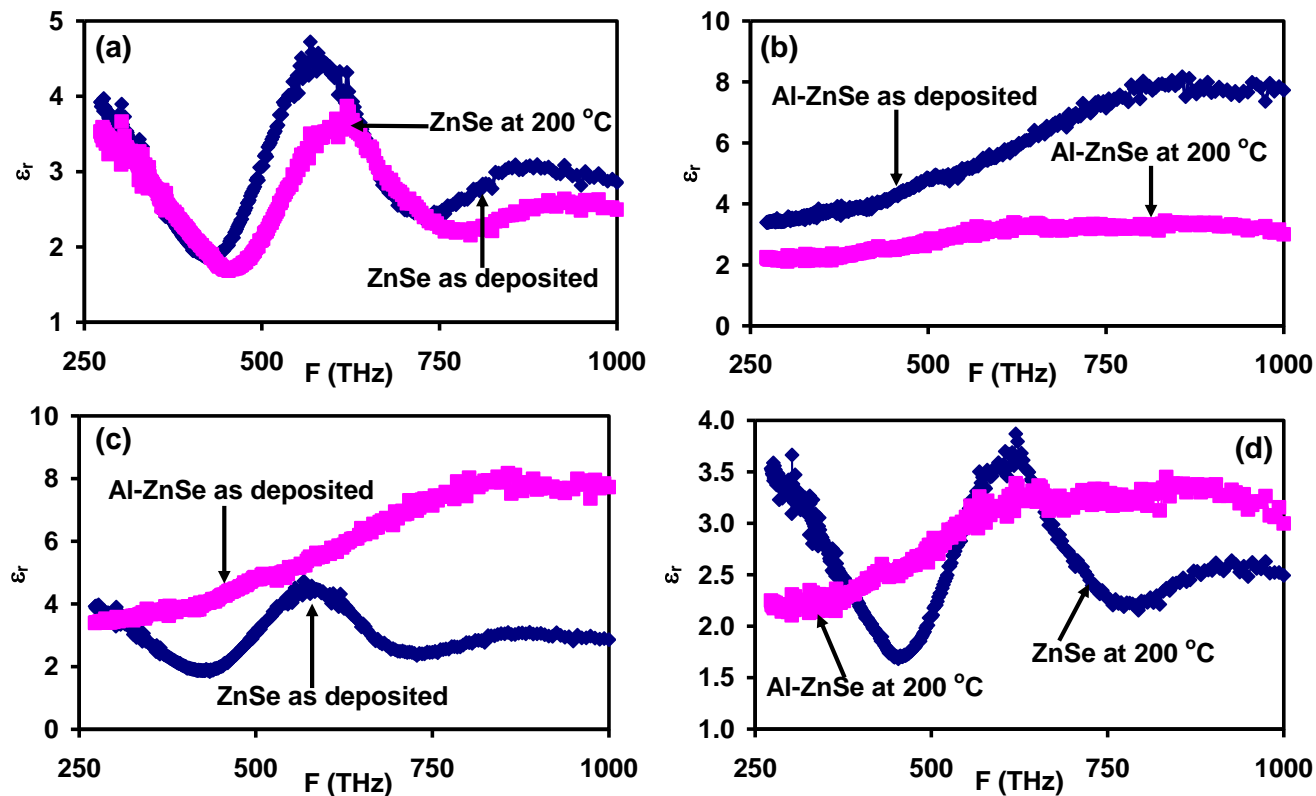 (a)
5
4
3
2
1
εr
250
500
750
1000
F (THz)
ZnSe at 200 °C
ZnSe as deposited
(b)
10
8
6
4
2
0
εr
250
500
750
1000
F (THz)
Al-ZnSe as deposited
Al-ZnSe at 200 °C
(c)
10
8
6
4
2
0
εr
250
500
750
1000
F (THz)
Al-ZnSe as deposited
ZnSe as deposited
(d)
4.0
3.5
3.0
2.5
2.0
1.5
1.0
εr
250
500
750
1000
F (THz)
ZnSe at 200 °C
Al-ZnSe at 200 °C